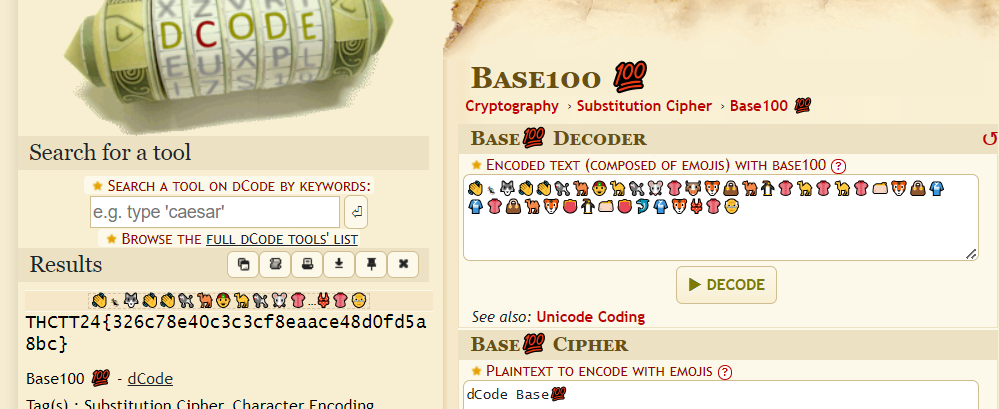 DCODE
Search for a tool
★ SEARCH A TOOL ON DCODE BY KEYWORDS:
e.g. type 'caesar'
★ BROWSE THE FULL DCODE TOOLS' LIST
Results
THCTT24{326c78e40c3c3cf8eaace48d0fd5a
8bc}
Base100 💯 - dCode
Tag(s) : Substitution Cipher, Character Encoding
BASE100 💯
Cryptography › Substitution Cipher › Base100 💯
BASE💯 DECODER
★ ENCODED TEXT (COMPOSED OF EMOJIS) WITH BASE100 ?
▶ DECODE
See also: Unicode Coding
BASE💯 CIPHER
★ PLAINTEXT TO ENCODE WITH EMOJIS ?
dCode Base💯